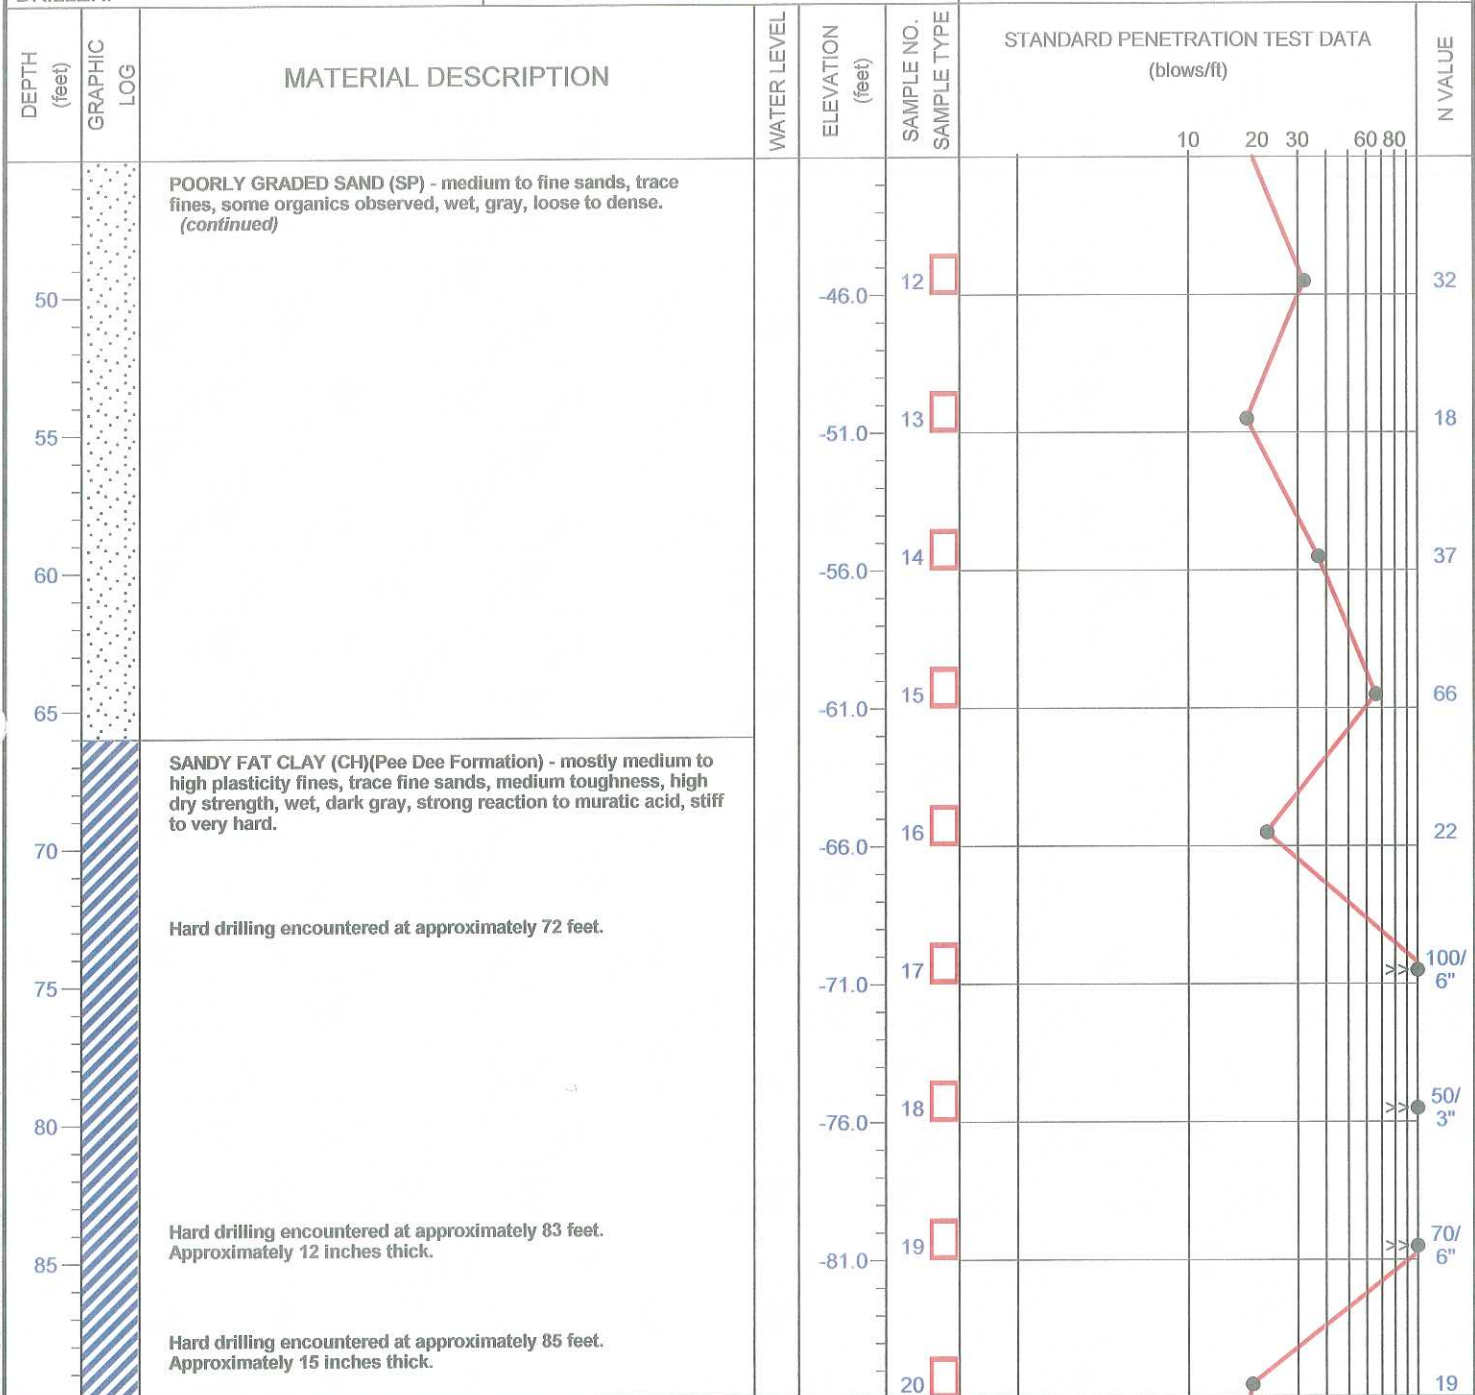 DEPTH
(feet)
GRAPHIC
LOG
MATERIAL DESCRIPTION
WATER LEVEL
ELEVATION
(feet)
SAMPLE NO.
SAMPLE TYPE
STANDARD PENETRATION TEST DATA
(blows/ft)
N VALUE
10 20 30 60 80
POORLY GRADED SAND (SP) - medium to fine sands, trace
fines, some organics observed, wet, gray, loose to dense.
(continued)
50 -46.0 12 32
55 -51.0 13 18
60 -56.0 14 37
65 -61.0 15 66
SANDY FAT CLAY (CH)(Pee Dee Formation) - mostly medium to
high plasticity fines, trace fine sands, medium toughness, high
dry strength, wet, dark gray, strong reaction to muratic acid, stiff
to very hard.
70 -66.0 16 22
Hard drilling encountered at approximately 72 feet.
75 -71.0 17 >> 100/
6"
80 -76.0 18 >> 50/
3"
Hard drilling encountered at approximately 83 feet.
Approximately 12 inches thick.
85 -81.0 19 >> 70/
6"
Hard drilling encountered at approximately 85 feet.
Approximately 15 inches thick.
20 19